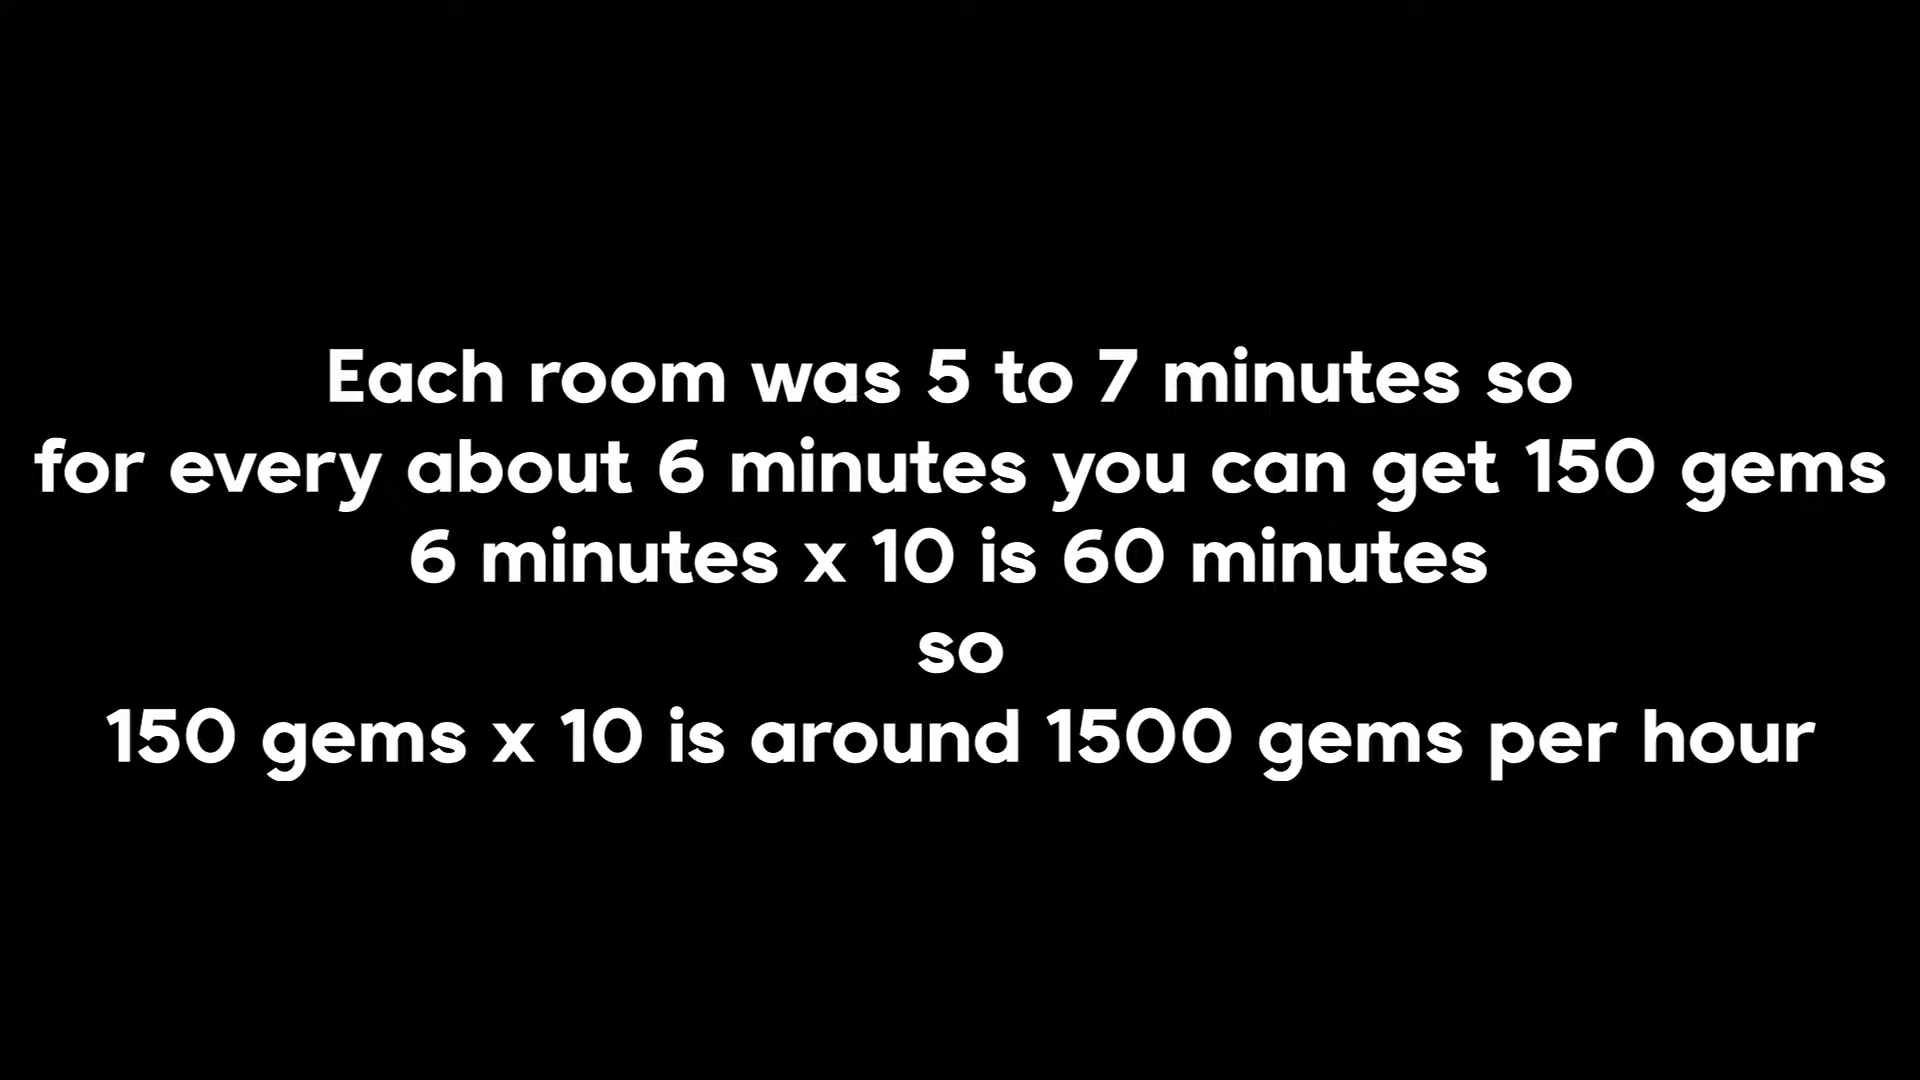 Each room was 5 to 7 minutes so
for every about 6 minutes you can get 150 gems
6 minutes x 10 is 60 minutes
so
150 gems x 10 is around 1500 gems per hour